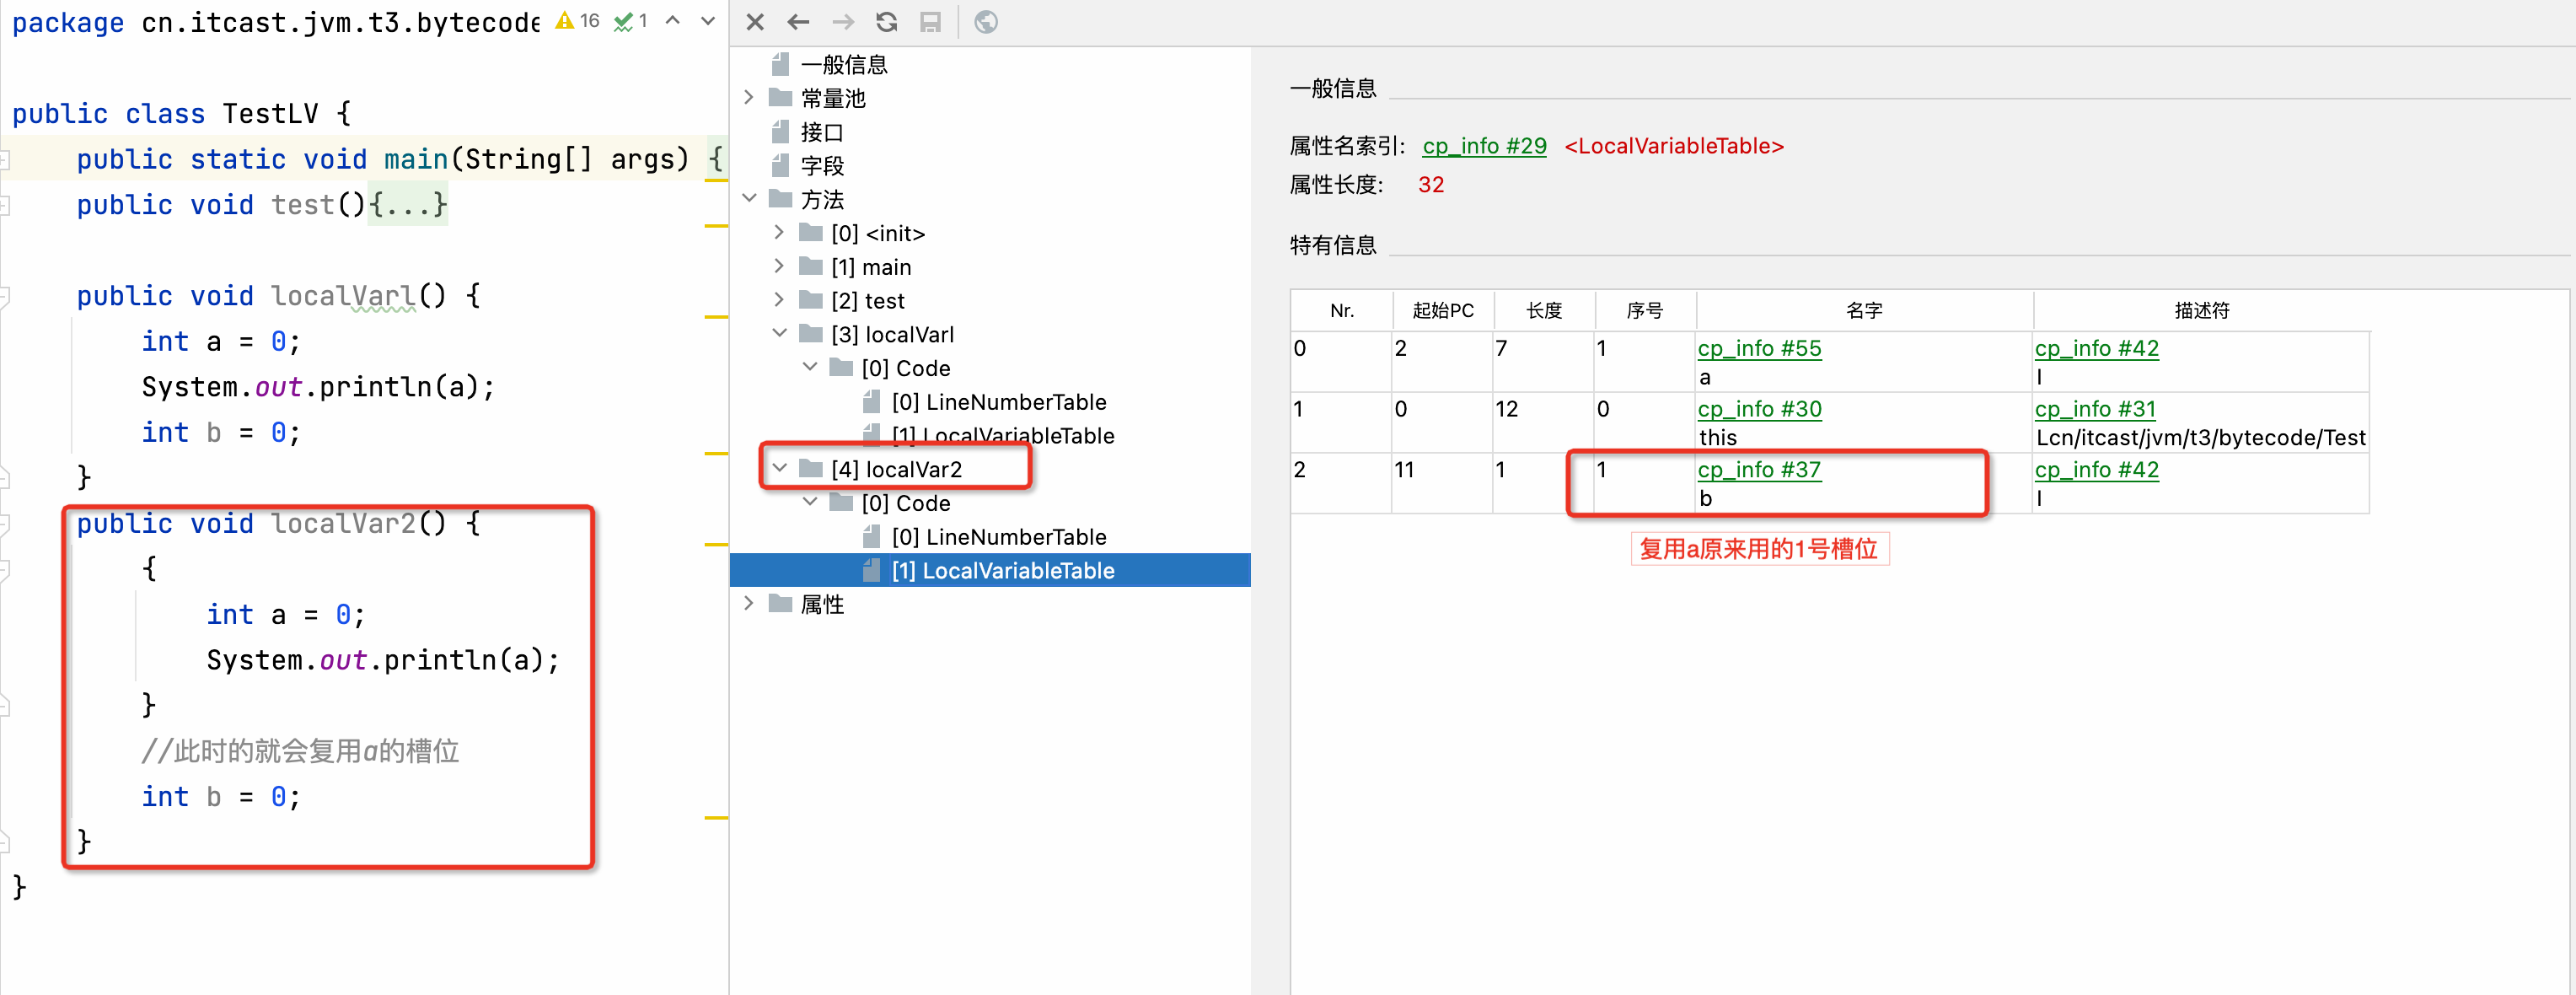 package cn.itcast.jvm.t3.bytecode
16
1
public class TestLV {
public static void main(String[] args) {
public void test(){...}
public void localVarl() {
int a = 0;
System.out.println(a);
int b = 0;
}
public void localVar2() {
{
int a = 0;
System.out.println(a);
}
//此时的就会复用a的槽位
int b = 0;
}
}
一般信息
常量池
接口
字段
方法
[0] <init>
[1] main
[2] test
[3] localVarl
[0] Code
[0] LineNumberTable
[1] LocalVariableTable
[4] localVar2
[0] Code
[0] LineNumberTable
[1] LocalVariableTable
属性
一般信息
属性名索引: cp_info #29 <LocalVariableTable>
属性长度: 32
特有信息
Nr. 起始PC 长度 序号 名字 描述符
0 2 7 1 cp_info #55 cp_info #42
a I
1 0 12 0 cp_info #30 cp_info #31
this Lcn/itcast/jvm/t3/bytecode/Test
2 11 1 1 cp_info #37 cp_info #42
b I
复用a原来用的1号槽位